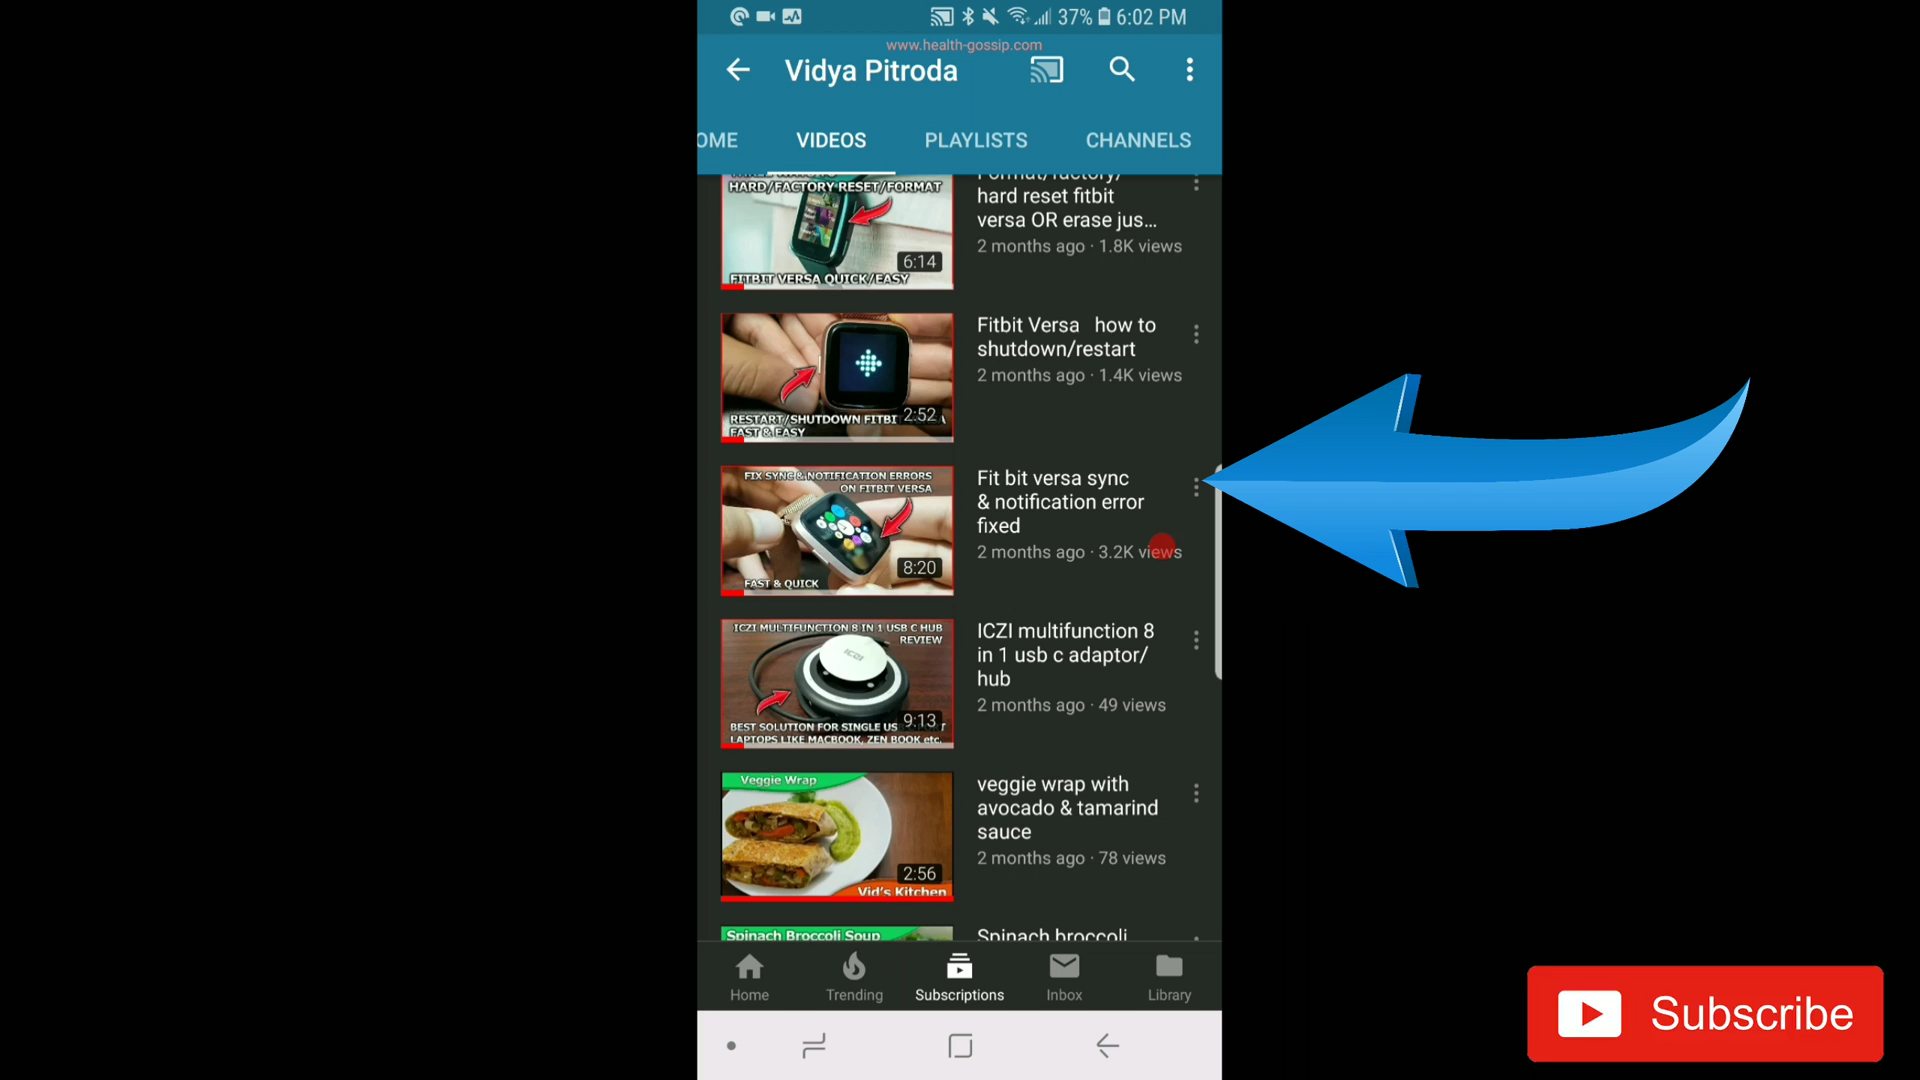 37% 6:02 PM
www.health-gossip.com
Vidya Pitroda
OME VIDEOS PLAYLISTS CHANNELS
HARD/FACTORY RESET/FORMAT
6:14
FITBIT VERSA QUICK/EASY
Format/factory/
hard reset fitbit
versa OR erase jus...
2 months ago · 1.8K views
RESTART/SHUTDOWN FITBI
2:52
FAST & EASY
Fitbit Versa how to
shutdown/restart
2 months ago · 1.4K views
FIX SYNC & NOTIFICATION ERRORS
ON FITBIT VERSA
8:20
FAST & QUICK
Fit bit versa sync
& notification error
fixed
2 months ago · 3.2K views
ICZI MULTIFUNCTION 8 IN 1 USB C HUB
REVIEW
ICZI
9:13
BEST SOLUTION FOR SINGLE US
LAPTOPS LIKE MACBOOK, ZEN BOOK etc.
ICZI multifunction 8
in 1 usb c adaptor/
hub
2 months ago · 49 views
Veggie Wrap
2:56
Vid's Kitchen
veggie wrap with
avocado & tamarind
sauce
2 months ago · 78 views
Spinach Broccoli Soup
Spinach broccoli
Home Trending Subscriptions Inbox Library
Subscribe